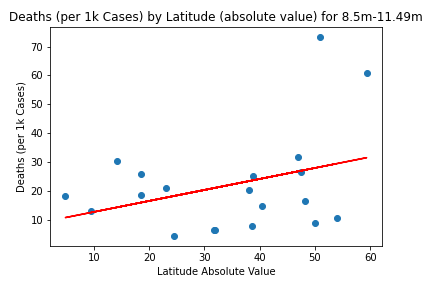 Deaths (per 1k Cases) by Latitude (absolute value) for 8.5m-11.49m
70
60
50
40
30
20
10
Deaths (per 1k Cases)
10 20 30 40 50 60
Latitude Absolute Value